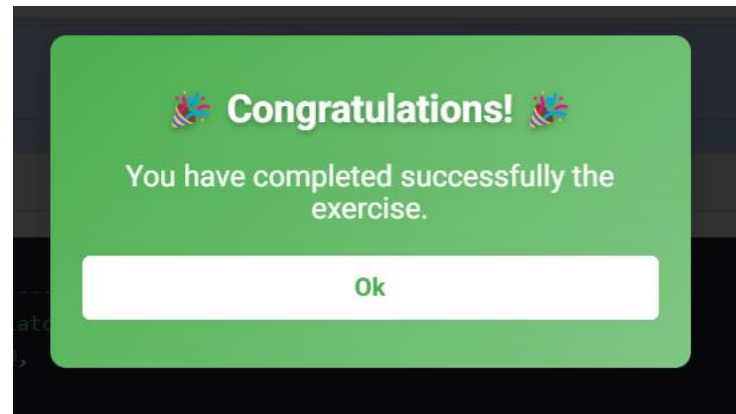 🎉 Congratulations! 🎉
You have completed successfully the
exercise.
Ok